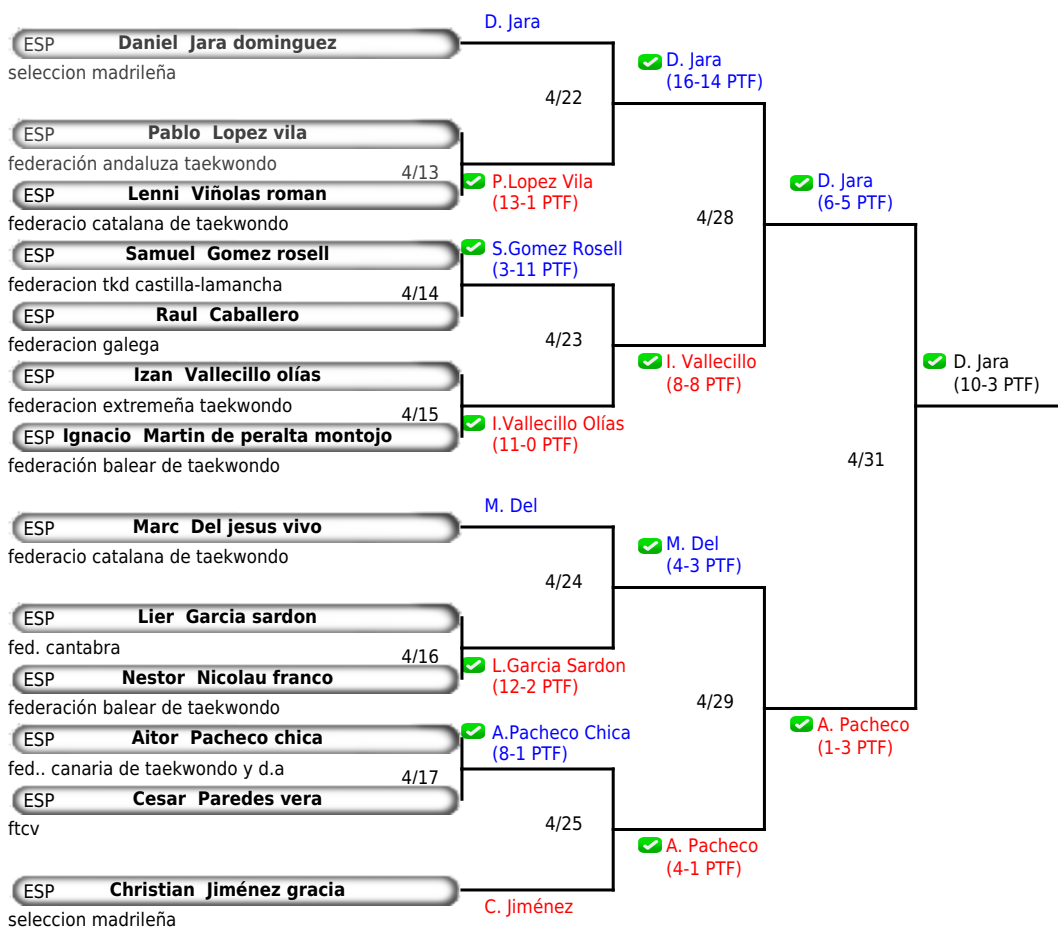 D. Jara
ESP Daniel Jara dominguez
seleccion madrileña
D. Jara
(16-14 PTF)
4/22
ESP Pablo Lopez vila
federación andaluza taekwondo
4/13
P.Lopez Vila
(13-1 PTF)
ESP Lenni Viñolas roman
federacio catalana de taekwondo
D. Jara
(6-5 PTF)
4/28
ESP Samuel Gomez rosell
federacion tkd castilla-lamancha
S.Gomez Rosell
(3-11 PTF)
4/14
ESP Raul Caballero
federacion galega
4/23
I. Vallecillo
(8-8 PTF)
ESP Izan Vallecillo olías
federacion extremeña taekwondo
4/15
I.Vallecillo Olías
(11-0 PTF)
ESP Ignacio Martin de peralta montojo
federación balear de taekwondo
D. Jara
(10-3 PTF)
4/31
M. Del
ESP Marc Del jesus vivo
federacio catalana de taekwondo
M. Del
(4-3 PTF)
4/24
ESP Lier Garcia sardon
fed. cantabra
4/16
L.Garcia Sardon
(12-2 PTF)
ESP Nestor Nicolau franco
federación balear de taekwondo
4/29
A. Pacheco
(1-3 PTF)
ESP Aitor Pacheco chica
fed.. canaria de taekwondo y d.a
A.Pacheco Chica
(8-1 PTF)
4/17
ESP Cesar Paredes vera
ftcv
4/25
A. Pacheco
(4-1 PTF)
ESP Christian Jiménez gracia
seleccion madrileña
C. Jiménez